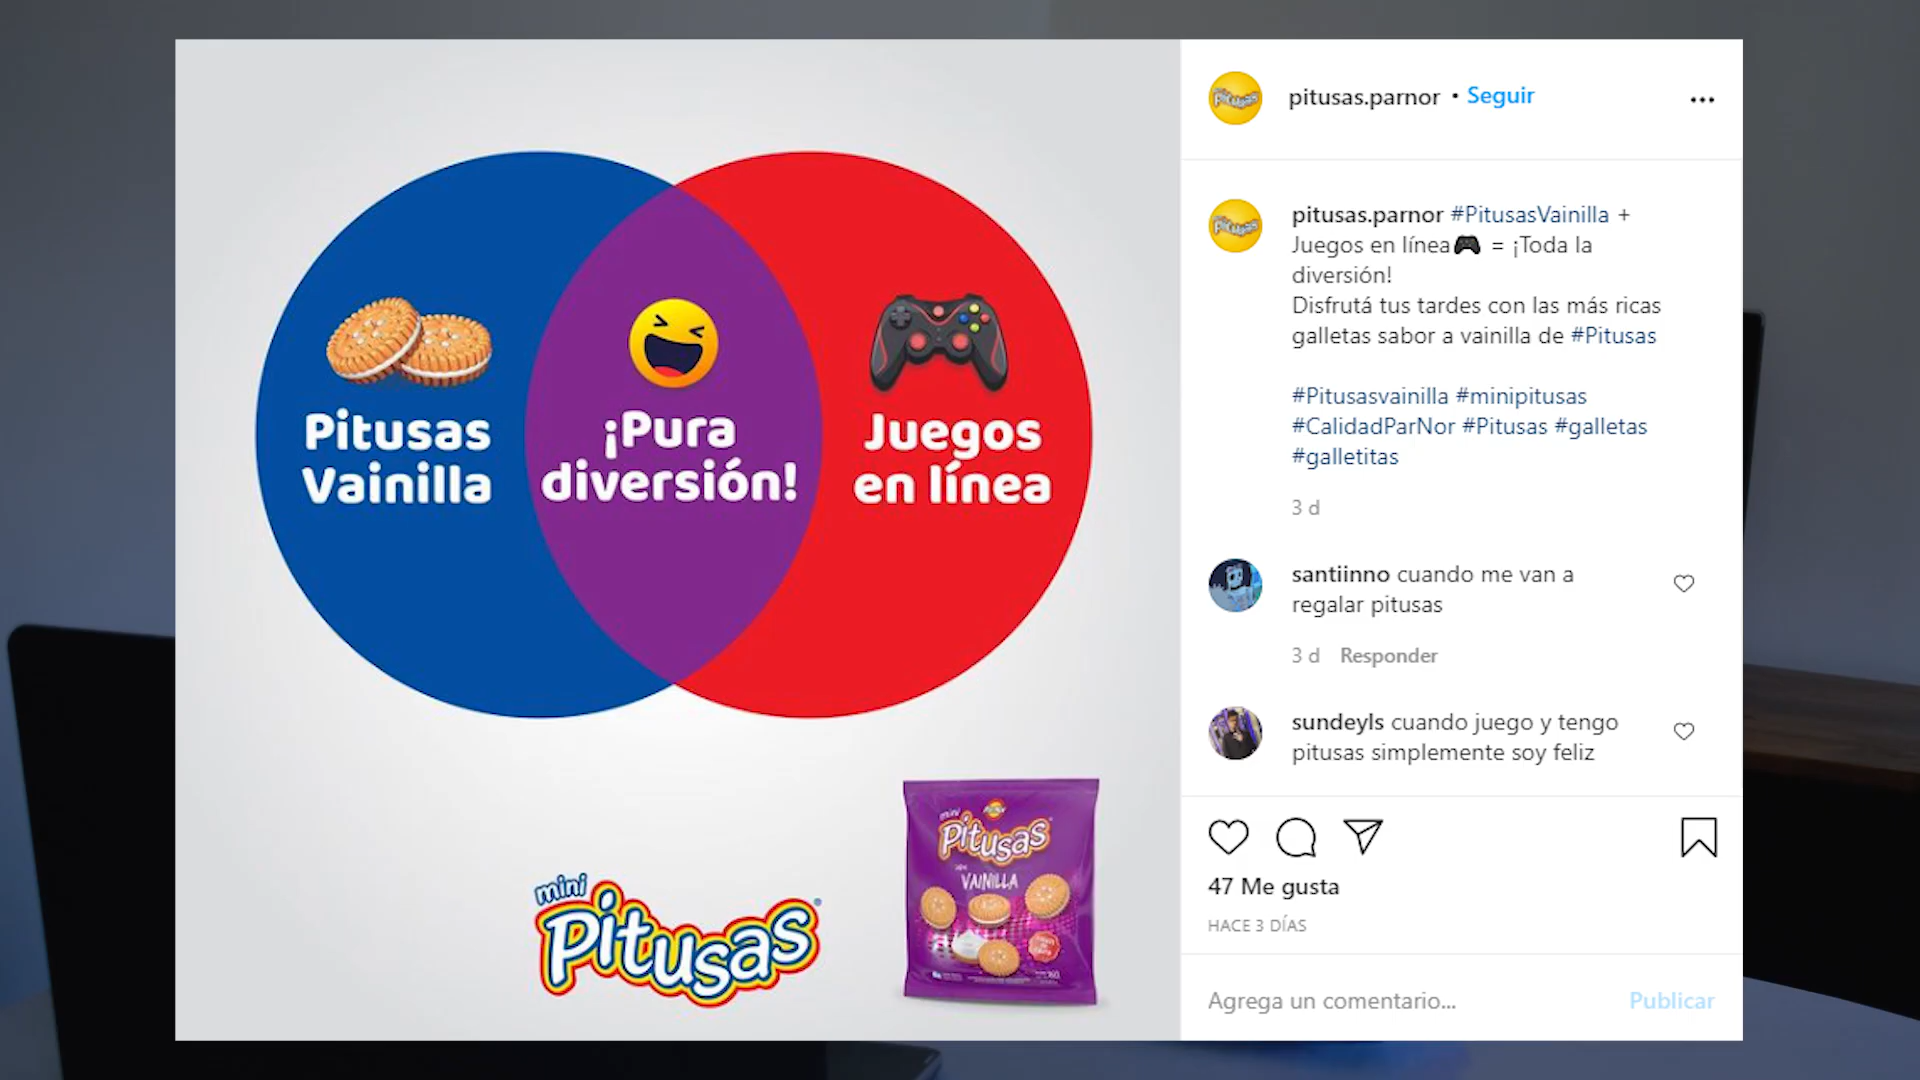 Pitusas
Vainilla
¡Pura
diversión!
Juegos
en línea
mini
Pitusas
mini
Pitusas
VAINILLA
pitusas.parnor • Seguir
pitusas.parnor #PitusasVainilla +
Juegos en línea🎮 = ¡Toda la
diversión!
Disfrutá tus tardes con las más ricas
galletas sabor a vainilla de #Pitusas
#Pitusasvainilla #minipitusas
#CalidadParNor #Pitusas #galletas
#galletitas
3 d
santiinno cuando me van a
regalar pitusas
3 d Responder
sundeyls cuando juego y tengo
pitusas simplemente soy feliz
47 Me gusta
HACE 3 DÍAS
Agrega un comentario... Publicar